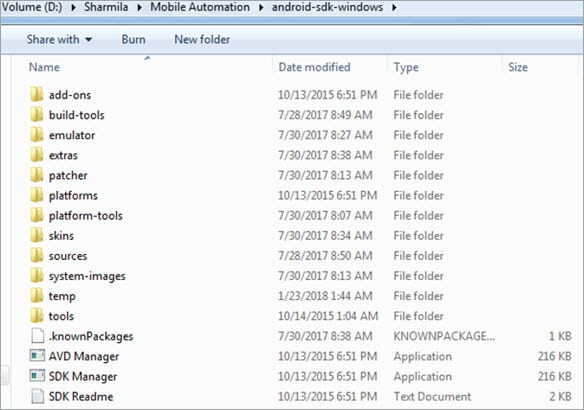 Volume (D:) ▸ Sharmila ▸ Mobile Automation ▸ android-sdk-windows ▸
Share with ▾ Burn New folder
Name Date modified Type Size
add-ons 10/13/2015 6:51 PM File folder
build-tools 7/28/2017 8:49 AM File folder
emulator 7/30/2017 8:27 AM File folder
extras 7/30/2017 8:38 AM File folder
patcher 7/30/2017 8:13 AM File folder
platforms 10/13/2015 6:51 PM File folder
platform-tools 7/30/2017 8:07 AM File folder
skins 7/30/2017 8:34 AM File folder
sources 7/28/2017 8:50 AM File folder
system-images 7/30/2017 8:13 AM File folder
temp 1/23/2018 1:44 AM File folder
tools 10/14/2015 1:04 AM File folder
.knownPackages 7/30/2017 8:38 AM KNOWNPACKAGE... 1 KB
AVD Manager 10/13/2015 6:51 PM Application 216 KB
SDK Manager 10/13/2015 6:51 PM Application 216 KB
SDK Readme 10/13/2015 6:51 PM Text Document 2 KB